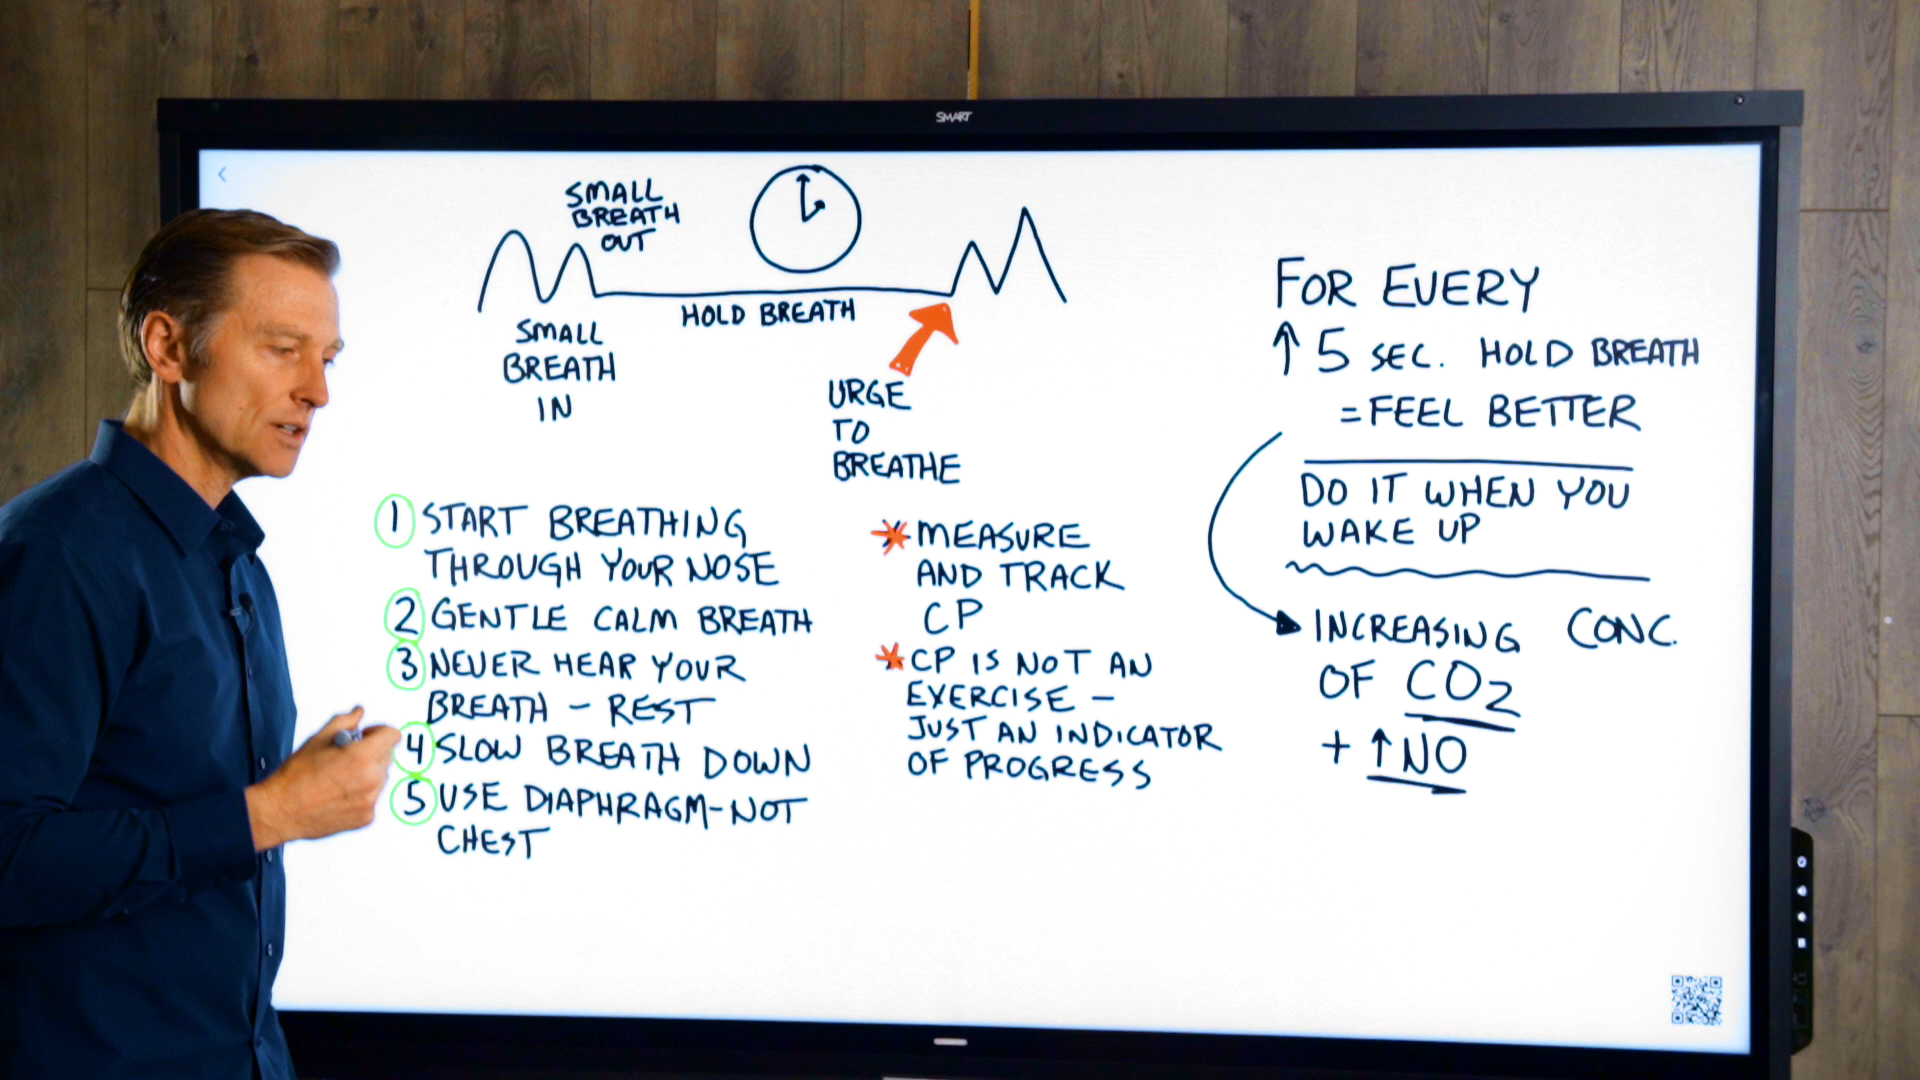 SMART
SMALL
BREATH
OUT
HOLD BREATH
SMALL
BREATH
IN
URGE
TO
BREATHE
1 START BREATHING
THROUGH YOUR NOSE
2 GENTLE CALM BREATH
3 NEVER HEAR YOUR
BREATH - REST
4 SLOW BREATH DOWN
5 USE DIAPHRAGM-NOT
CHEST
* MEASURE
AND TRACK
CP
* CP IS NOT AN
EXERCISE -
JUST AN INDICATOR
OF PROGRESS
FOR EVERY
↑ 5 SEC. HOLD BREATH
= FEEL BETTER
DO IT WHEN YOU
WAKE UP
INCREASING CONC.
OF CO2
+ ↑NO